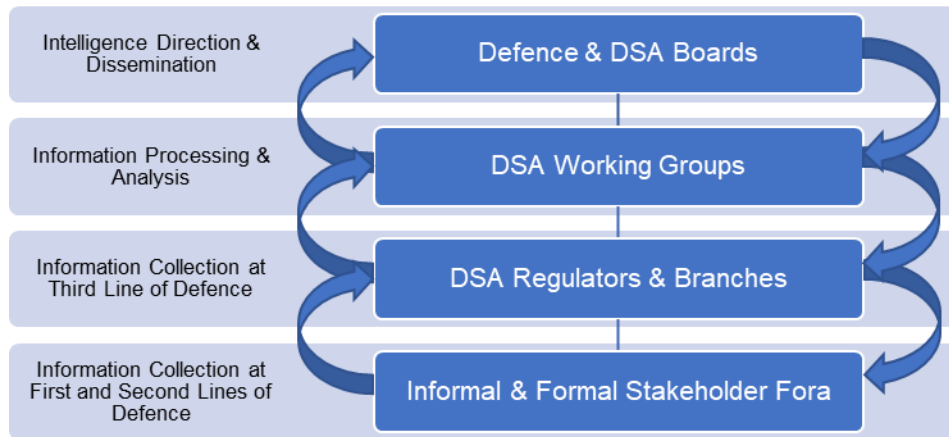 Intelligence Direction &
Dissemination
Defence & DSA Boards
Information Processing &
Analysis
DSA Working Groups
Information Collection at
Third Line of Defence
DSA Regulators & Branches
Information Collection at
First and Second Lines of
Defence
Informal & Formal Stakeholder Fora